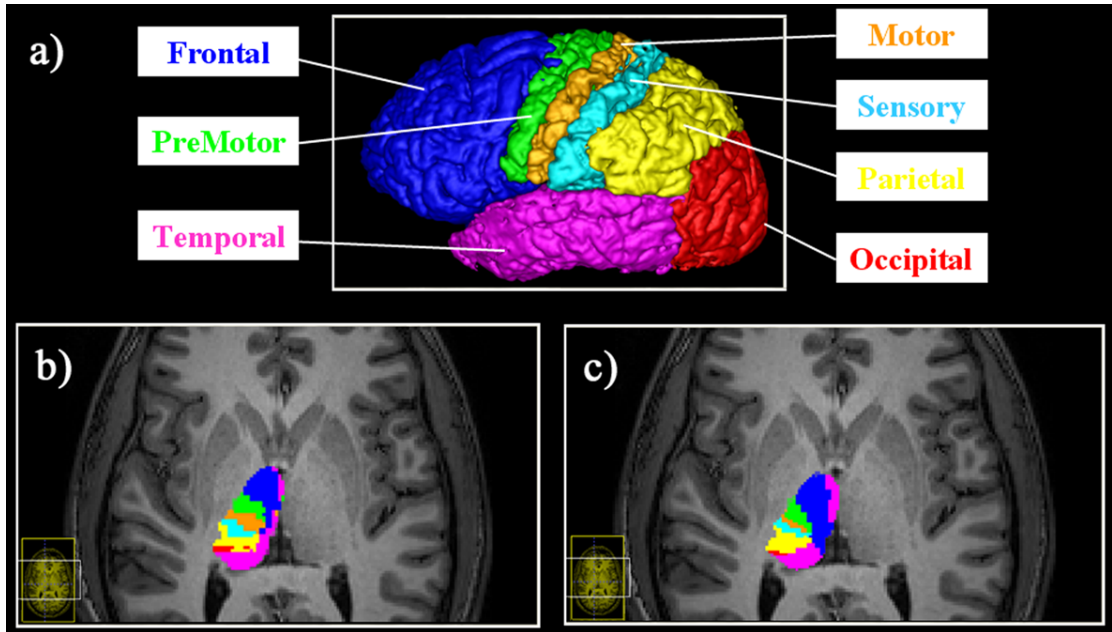 a)
Frontal
PreMotor
Temporal
Motor
Sensory
Parietal
Occipital
b)
c)